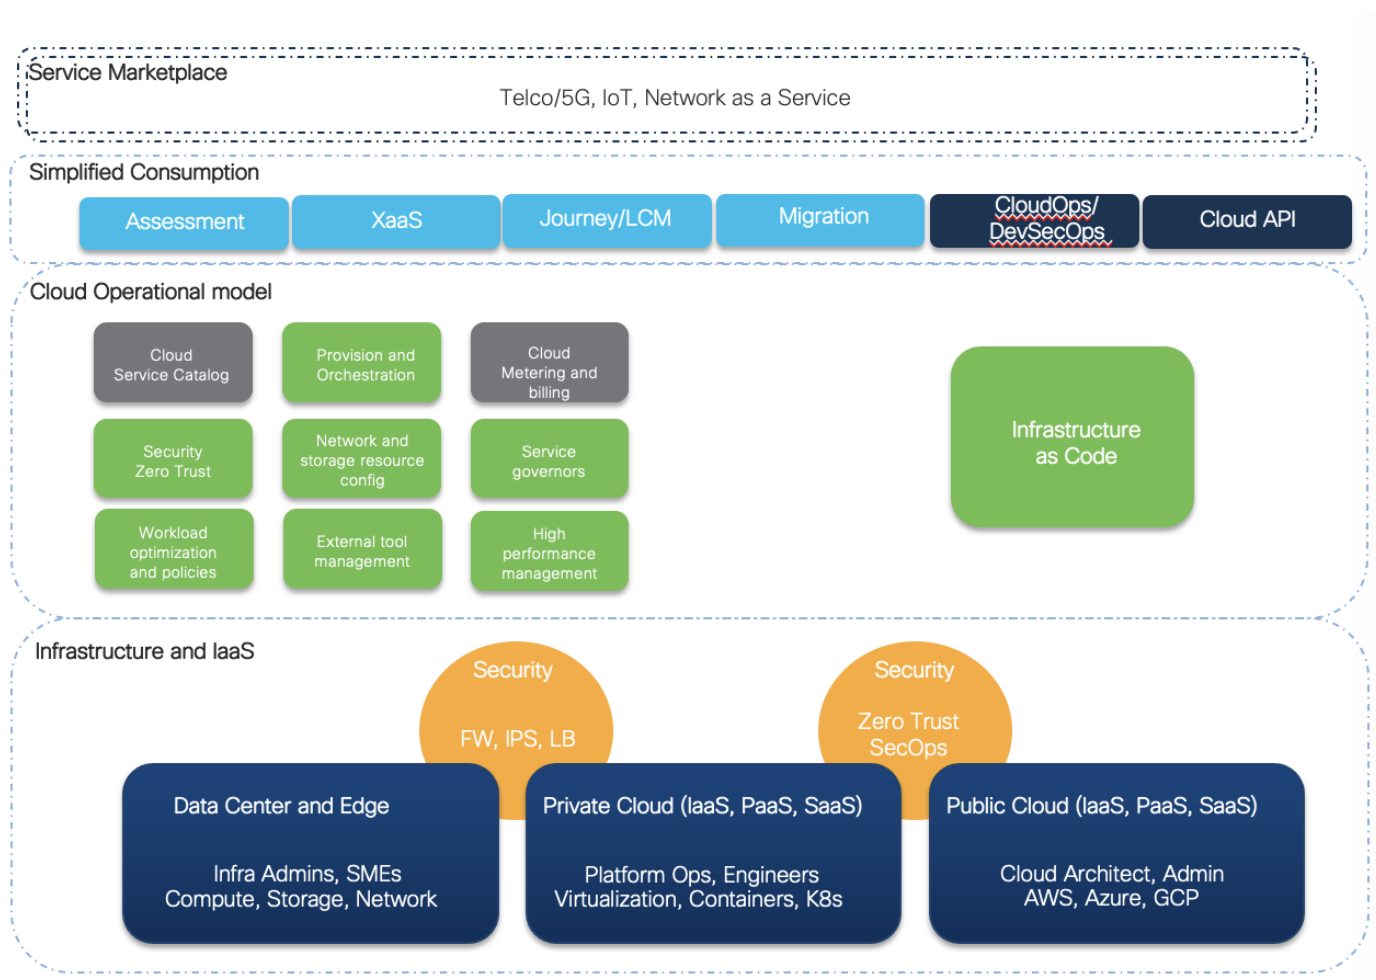 Service Marketplace
Telco/5G, IoT, Network as a Service
Simplified Consumption
Assessment
XaaS
Journey/LCM
Migration
CloudOps/
DevSecOps
Cloud API
Cloud Operational model
Cloud
Service Catalog
Provision and
Orchestration
Cloud
Metering and
billing
Security
Zero Trust
Network and
storage resource
config
Service
governors
Workload
optimization
and policies
External tool
management
High
performance
management
Infrastructure
as Code
Infrastructure and IaaS
Security
FW, IPS, LB
Security
Zero Trust
SecOps
Data Center and Edge
Infra Admins, SMEs
Compute, Storage, Network
Private Cloud (IaaS, PaaS, SaaS)
Platform Ops, Engineers
Virtualization, Containers, K8s
Public Cloud (IaaS, PaaS, SaaS)
Cloud Architect, Admin
AWS, Azure, GCP